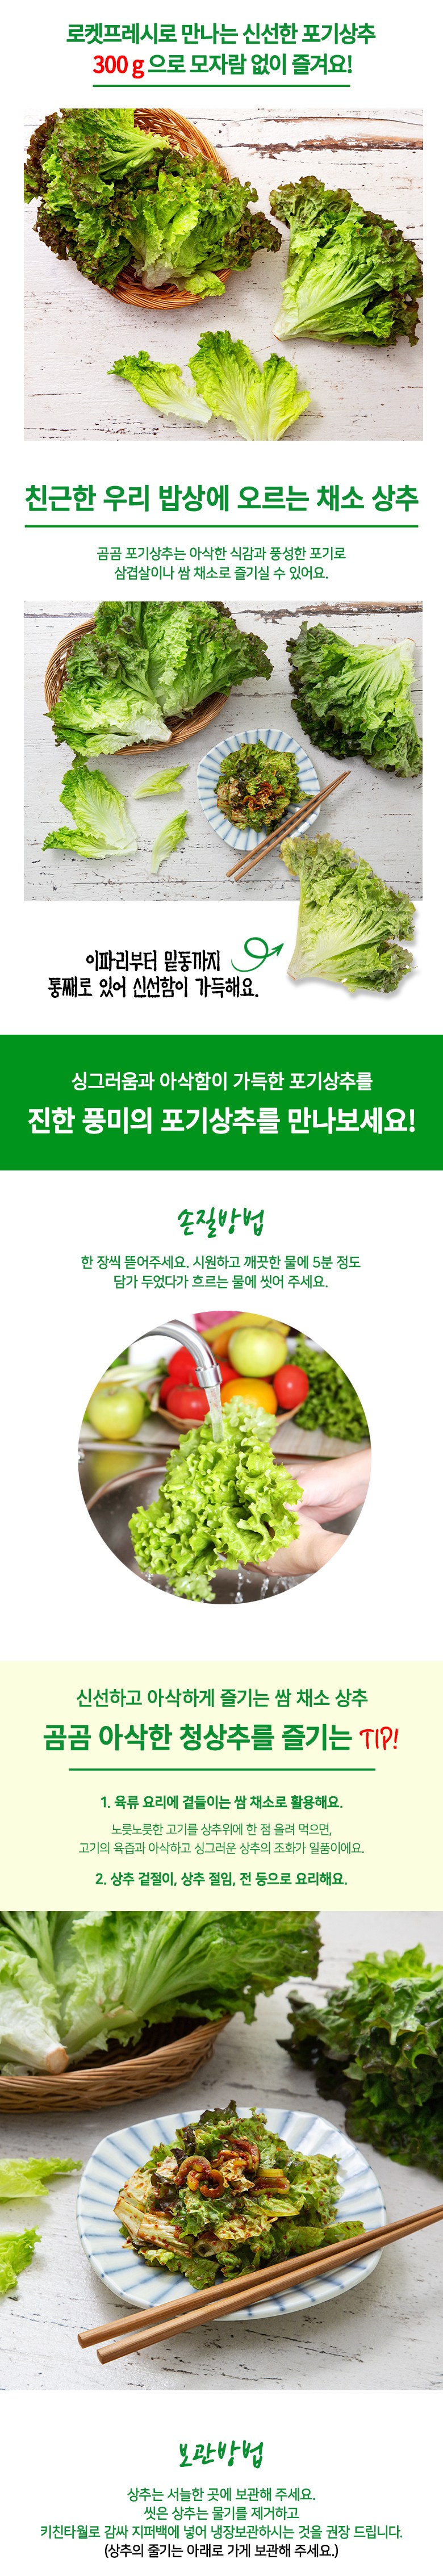 로켓프레시로 만나는 신선한 포기상추
300 g 으로 모자람 없이 즐겨요!
친근한 우리 밥상에 오르는 채소 상추
곰곰 포기상추는 아삭한 식감과 풍성한 포기로
삼겹살이나 쌈 채소로 즐기실 수 있어요.
이파리부터 밑동까지
통째로 있어 신선함이 가득해요.
싱그러움과 아삭함이 가득한 포기상추를
진한 풍미의 포기상추를 만나보세요!
손질방법
한 장씩 뜯어주세요. 시원하고 깨끗한 물에 5분 정도
담가 두었다가 흐르는 물에 씻어 주세요.
신선하고 아삭하게 즐기는 쌈 채소 상추
곰곰 아삭한 청상추를 즐기는 TIP!
1. 육류 요리에 곁들이는 쌈 채소로 활용해요.
노릇노릇한 고기를 상추위에 한 점 올려 먹으면,
고기의 육즙과 아삭하고 싱그러운 상추의 조화가 일품이에요.
2. 상추 겉절이, 상추 절임, 전 등으로 요리해요.
보관방법
상추는 서늘한 곳에 보관해 주세요.
씻은 상추는 물기를 제거하고
키친타월로 감싸 지퍼백에 넣어 냉장보관하시는 것을 권장 드립니다.
(상추의 줄기는 아래로 가게 보관해 주세요.)